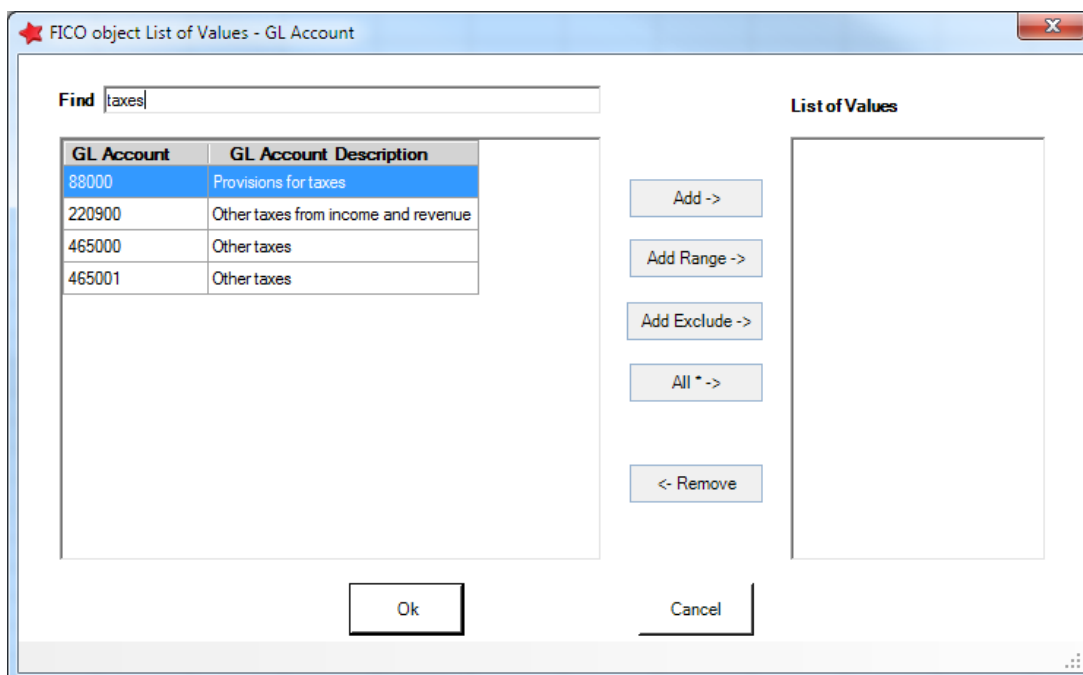 FICO object List of Values - GL Account
x
Find taxes
List of Values
GL Account GL Account Description
88000 Provisions for taxes
220900 Other taxes from income and revenue
465000 Other taxes
465001 Other taxes
Add ->
Add Range ->
Add Exclude ->
All * ->
<- Remove
Ok Cancel